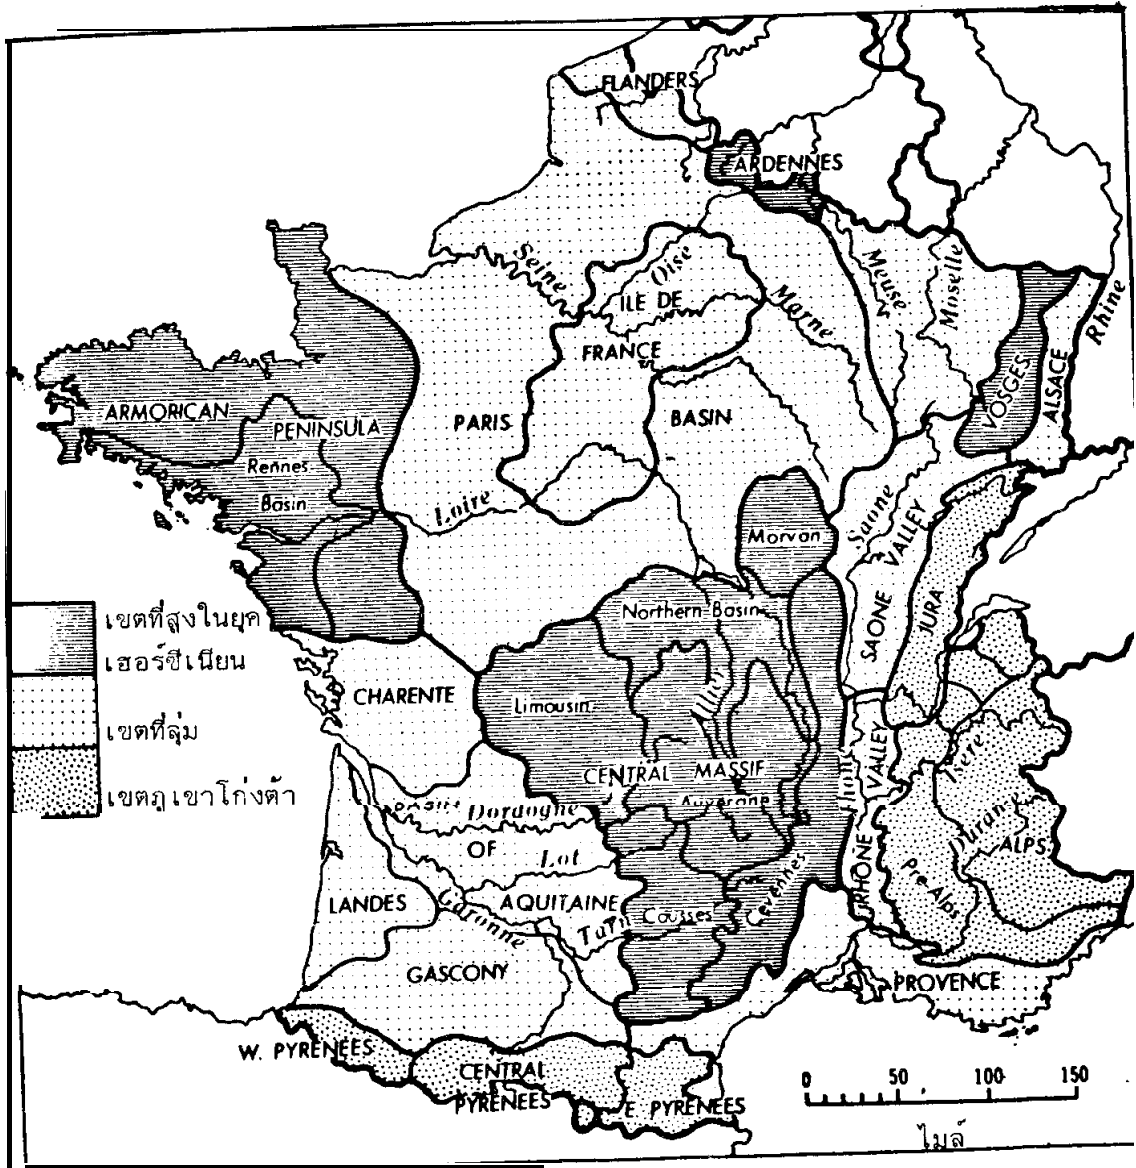 FLANDERS
ARDENNES
Seine
Oise
ILE DE
FRANCE
Marne
Meuse
Moselle
Rhine
VOSGES
ALSACE
ARMORICAN
PENINSULA
Rennes
Basin
PARIS
BASIN
Loire
Morvan
Saone
SAONE VALLEY
JURA
Northern Basin
เขตที่สูงในยุค
เฮอร์ซีเนียน
เขตที่ลุ่ม
เขตภูเขาโก่งตัว
CHARENTE
Limousin
CENTRAL MASSIF
Auvergne
Dordogne
OF
Lot
LANDES
Garonne
AQUITAINE
Tarn
Causses
Cevennes
RHONE VALLEY
Isere
Durance
ALPS
Pre Alps
GASCONY
PROVENCE
W. PYRENEES
CENTRAL
PYRENEES
E. PYRENEES
0 50 100 150
ไมล์